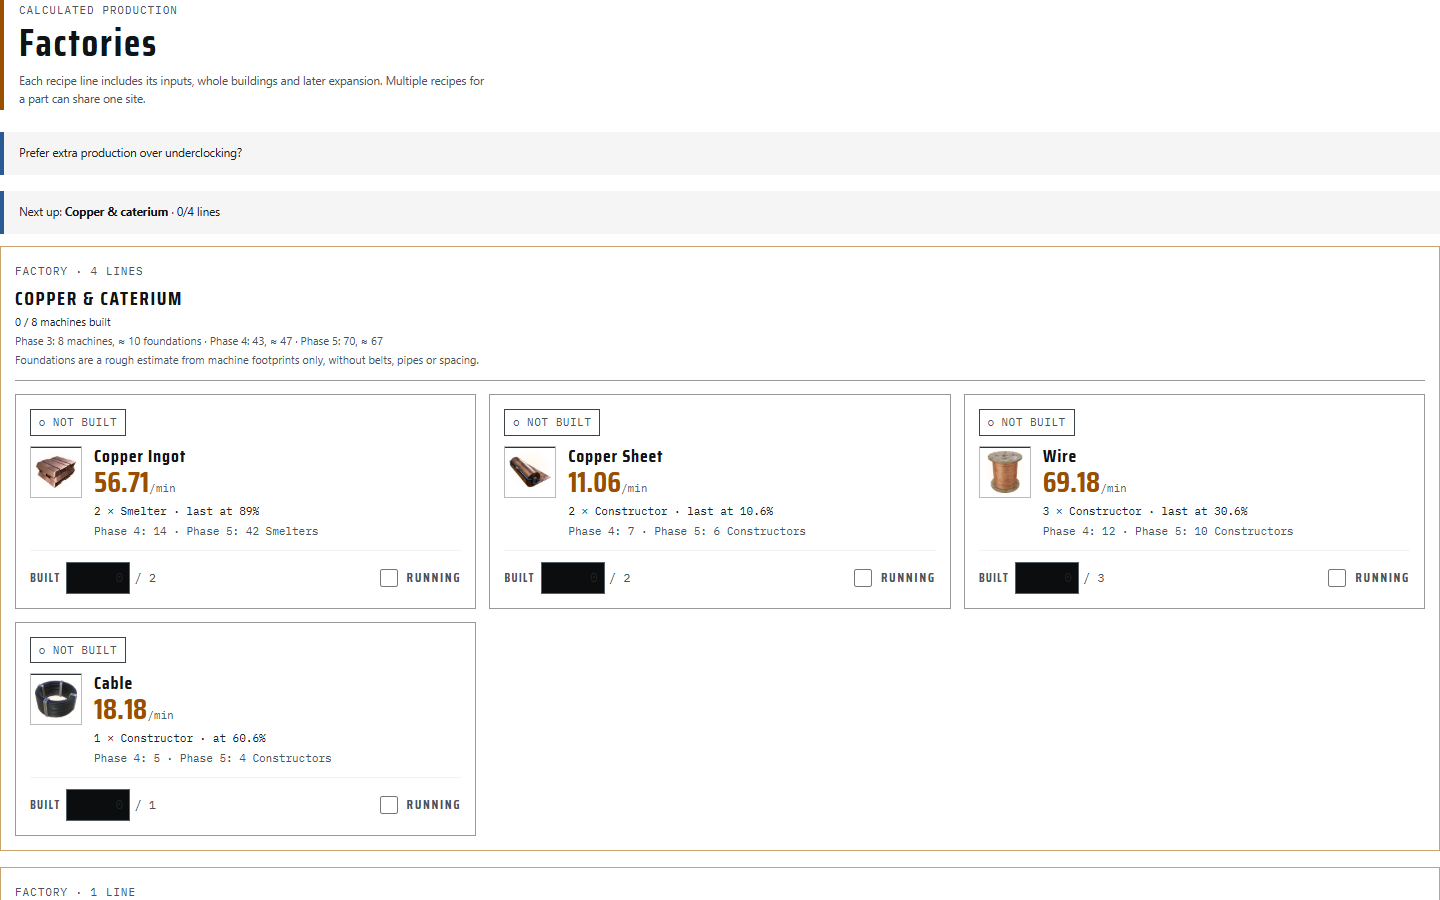 CALCULATED PRODUCTION
Factories
Each recipe line includes its inputs, whole buildings and later expansion. Multiple recipes for
a part can share one site.
Prefer extra production over underclocking?
Next up: Copper & caterium · 0/4 lines
FACTORY · 4 LINES
COPPER & CATERIUM
0 / 8 machines built
Phase 3: 8 machines, ≈ 10 foundations · Phase 4: 43, ≈ 47 · Phase 5: 70, ≈ 67
Foundations are a rough estimate from machine footprints only, without belts, pipes or spacing.
○ NOT BUILT
Copper Ingot
56.71/min
2 × Smelter · last at 89%
Phase 4: 14 · Phase 5: 42 Smelters
BUILT 0 / 2 RUNNING
○ NOT BUILT
Copper Sheet
11.06/min
2 × Constructor · last at 10.6%
Phase 4: 7 · Phase 5: 6 Constructors
BUILT 0 / 2 RUNNING
○ NOT BUILT
Wire
69.18/min
3 × Constructor · last at 30.6%
Phase 4: 12 · Phase 5: 10 Constructors
BUILT 0 / 3 RUNNING
○ NOT BUILT
Cable
18.18/min
1 × Constructor · at 60.6%
Phase 4: 5 · Phase 5: 4 Constructors
BUILT 0 / 1 RUNNING
FACTORY · 1 LINE